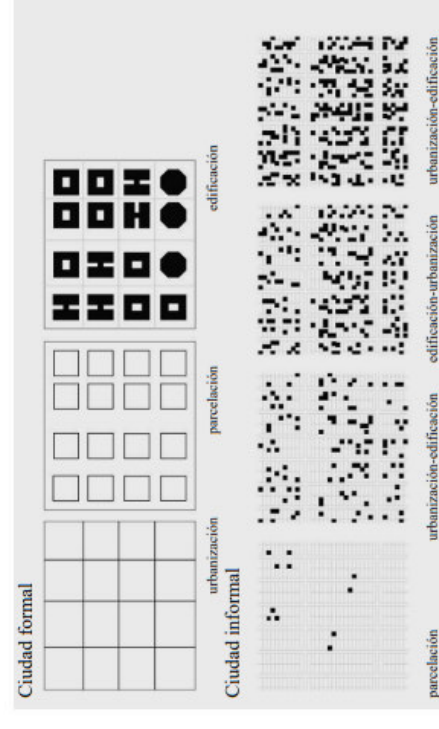 Ciudad formal
urbanización
parcelación
edificación
Ciudad informal
parcelación
urbanización-edificación
edificación-urbanización
urbanización-edificación